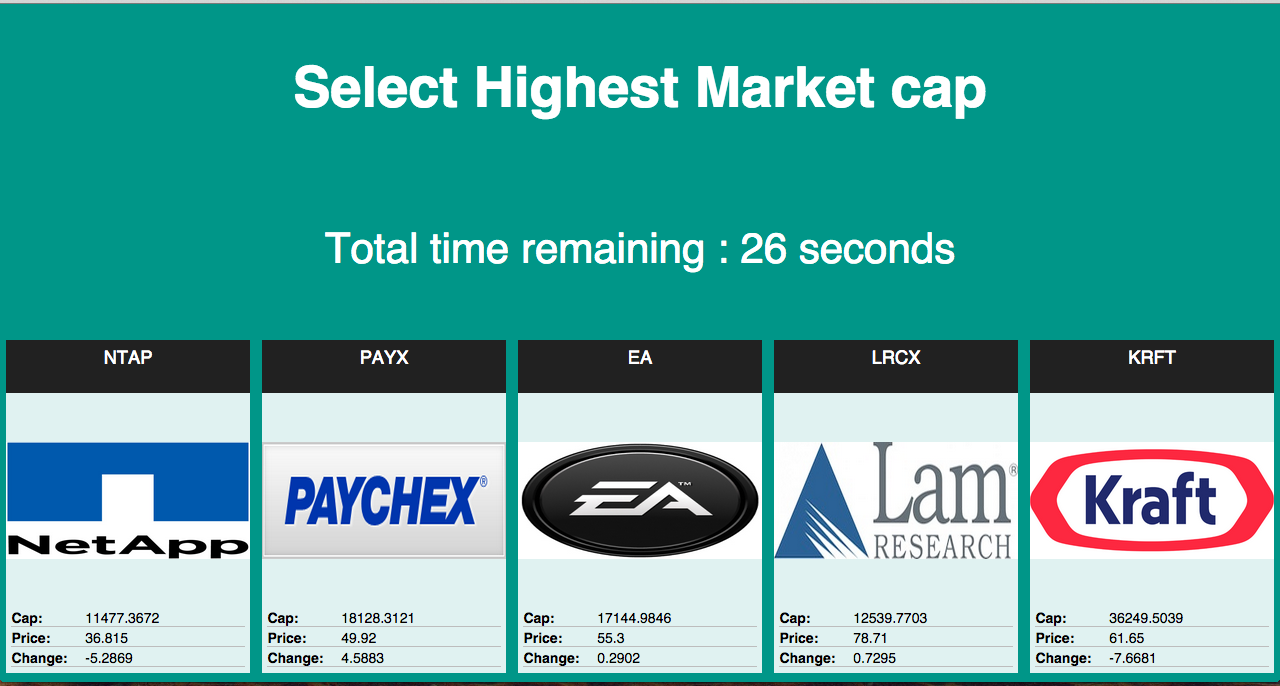 Select Highest Market cap
Total time remaining : 26 seconds
NTAP
NetApp
Cap: 11477.3672
Price: 36.815
Change: -5.2869
PAYX
PAYCHEX®
Cap: 18128.3121
Price: 49.92
Change: 4.5883
EA
EA™
Cap: 17144.9846
Price: 55.3
Change: 0.2902
LRCX
Lam®
RESEARCH
Cap: 12539.7703
Price: 78.71
Change: 0.7295
KRFT
Kraft
Cap: 36249.5039
Price: 61.65
Change: -7.6681